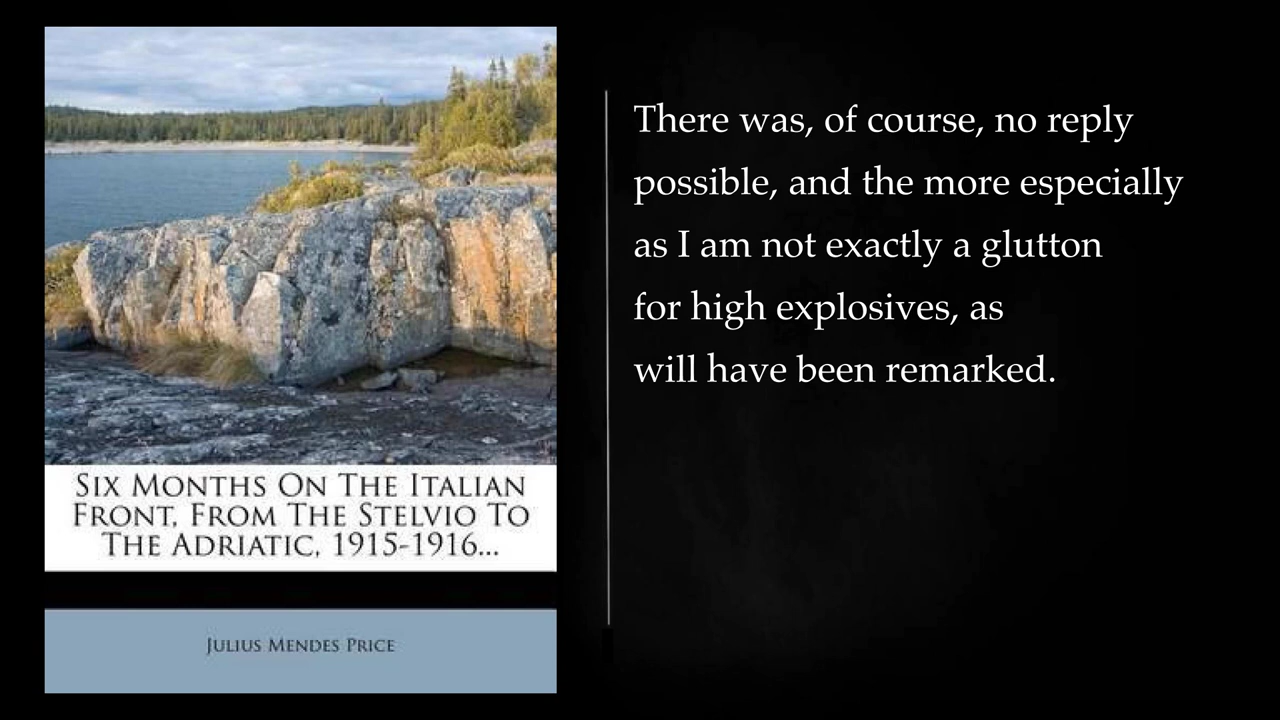 Six Months On The Italian
Front, From The Stelvio To
The Adriatic, 1915-1916...
Julius Mendes Price
There was, of course, no reply
possible, and the more especially
as I am not exactly a glutton
for high explosives, as
will have been remarked.